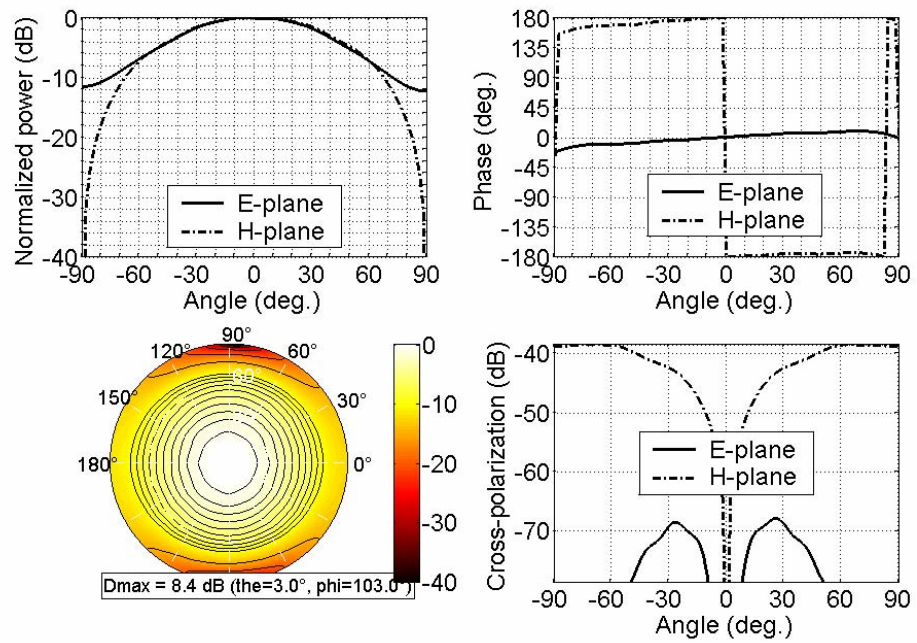 Normalized power (dB)
0
-10
-20
-30
-40
-90 -60 -30 0 30 60 90
Angle (deg.)
E-plane
H-plane
Phase (deg.)
180
135
90
45
0
-45
-90
-135
-180
-90 -60 -30 0 30 60 90
Angle (deg.)
E-plane
H-plane
90°
120° 60°
60°
150° 30°
180° 0°
0
-10
-20
-30
-40
Dmax = 8.4 dB (the=3.0°, phi=103.0°)
Cross-polarization (dB)
-40
-50
-60
-70
-90 -60 -30 0 30 60 90
Angle (deg.)
E-plane
H-plane